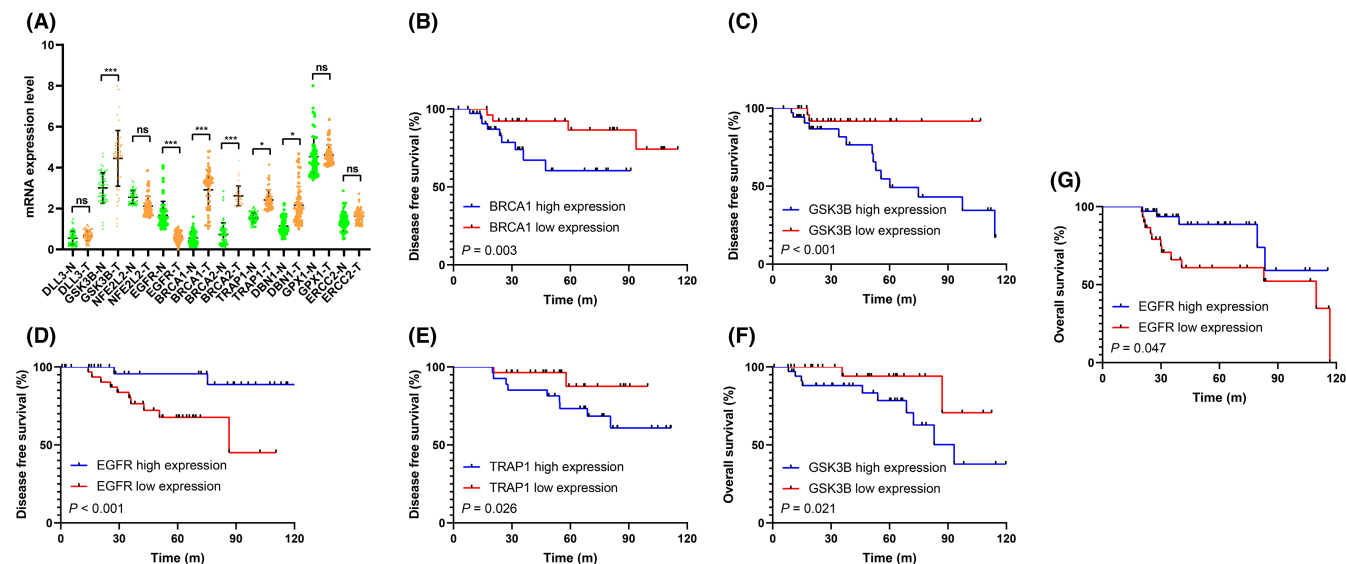 (A)
mRNA expression level
10
8
6
4
2
0
ns
***
ns
***
***
***
*
*
ns
ns
DLL3-N
DLL3-T
GSK3B-N
GSK3B-T
NFE2L2-N
NFE2L2-T
EGFR-N
EGFR-T
BRCA1-N
BRCA1-T
BRCA2-N
BRCA2-T
TRAP1-N
TRAP1-T
DBN1-N
DBN1-T
GPX1-N
GPX1-T
ERCC2-N
ERCC2-T
(B)
Disease free survival (%)
100
50
0
BRCA1 high expression
BRCA1 low expression
P = 0.003
0 30 60 90 120
Time (m)
(C)
Disease free survival (%)
100
50
0
GSK3B high expression
GSK3B low expression
P < 0.001
0 30 60 90 120
Time (m)
(D)
Disease free survival (%)
100
50
0
EGFR high expression
EGFR low expression
P < 0.001
0 30 60 90 120
Time (m)
(E)
Disease free survival (%)
100
50
0
TRAP1 high expression
TRAP1 low expression
P = 0.026
0 30 60 90 120
Time (m)
(F)
Overall survival (%)
100
50
0
GSK3B high expression
GSK3B low expression
P = 0.021
0 30 60 90 120
Time (m)
(G)
Overall survival (%)
100
50
0
EGFR high expression
EGFR low expression
P = 0.047
0 30 60 90 120
Time (m)